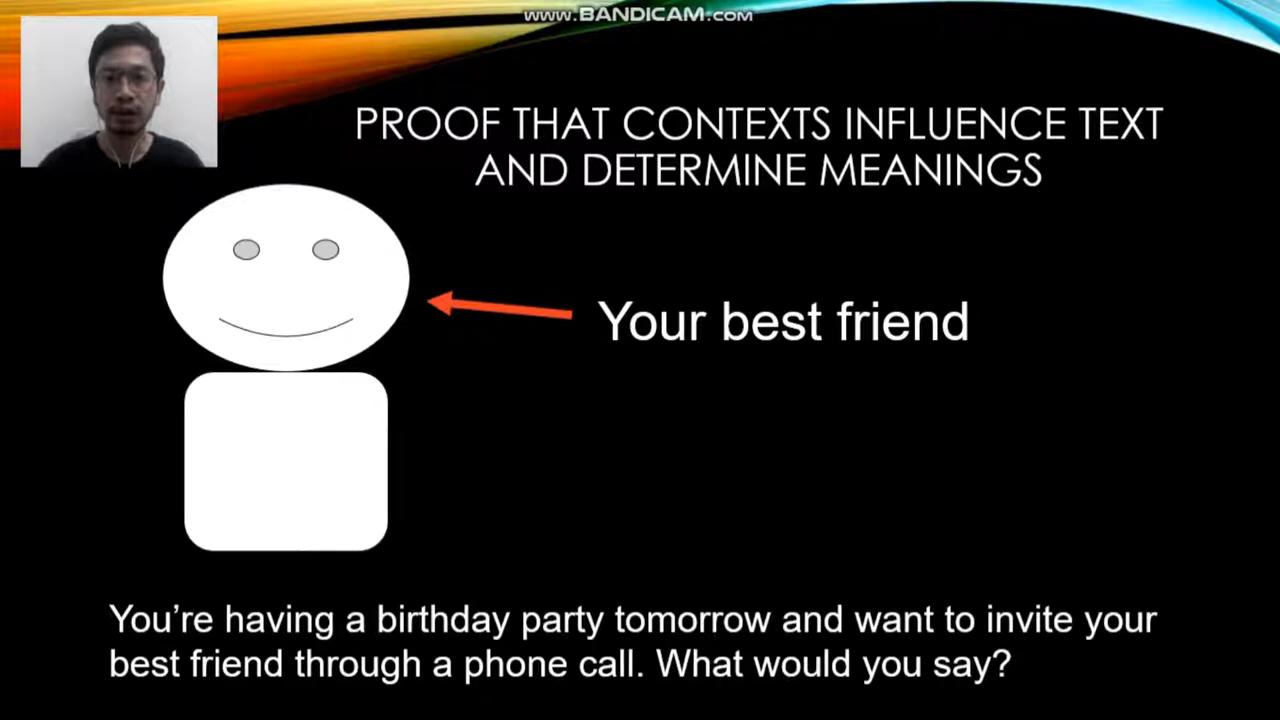 www.BANDICAM.com
PROOF THAT CONTEXTS INFLUENCE TEXT
AND DETERMINE MEANINGS
Your best friend
You’re having a birthday party tomorrow and want to invite your
best friend through a phone call. What would you say?